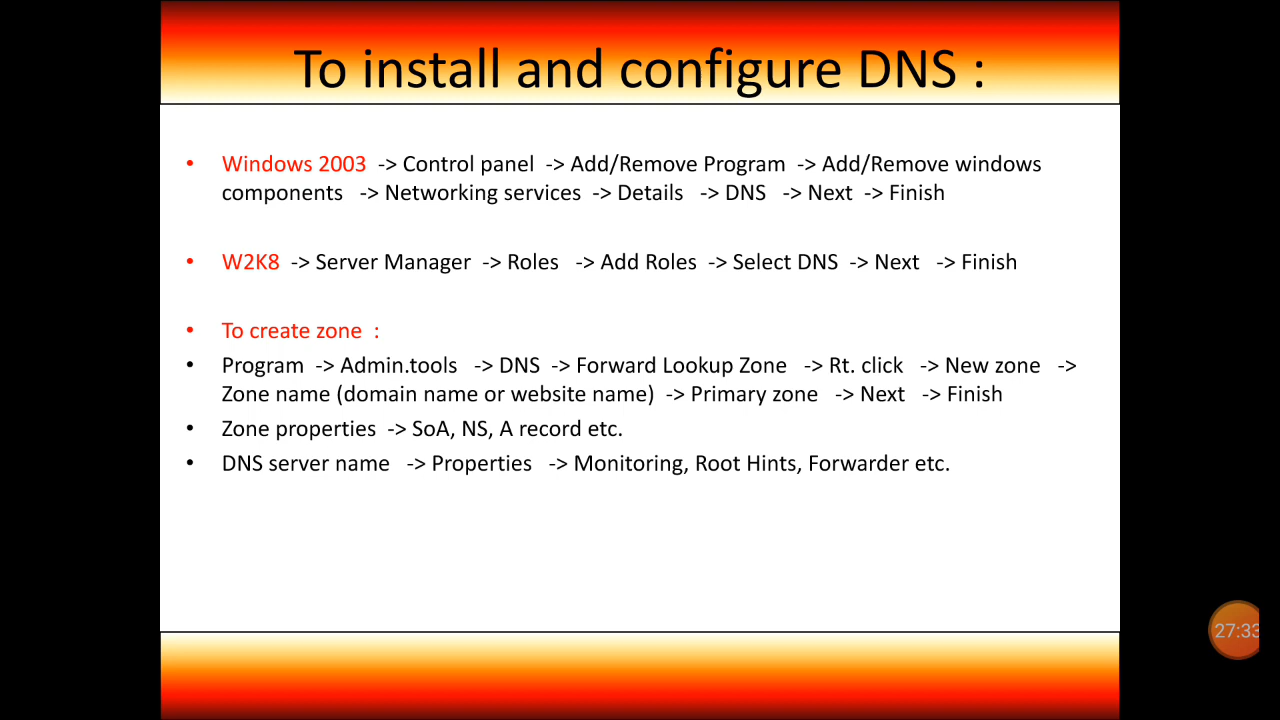 To install and configure DNS :
• Windows 2003 -> Control panel -> Add/Remove Program -> Add/Remove windows
components -> Networking services -> Details -> DNS -> Next -> Finish
• W2K8 -> Server Manager -> Roles -> Add Roles -> Select DNS -> Next -> Finish
• To create zone :
• Program -> Admin.tools -> DNS -> Forward Lookup Zone -> Rt. click -> New zone ->
Zone name (domain name or website name) -> Primary zone -> Next -> Finish
• Zone properties -> SoA, NS, A record etc.
• DNS server name -> Properties -> Monitoring, Root Hints, Forwarder etc.
27:33